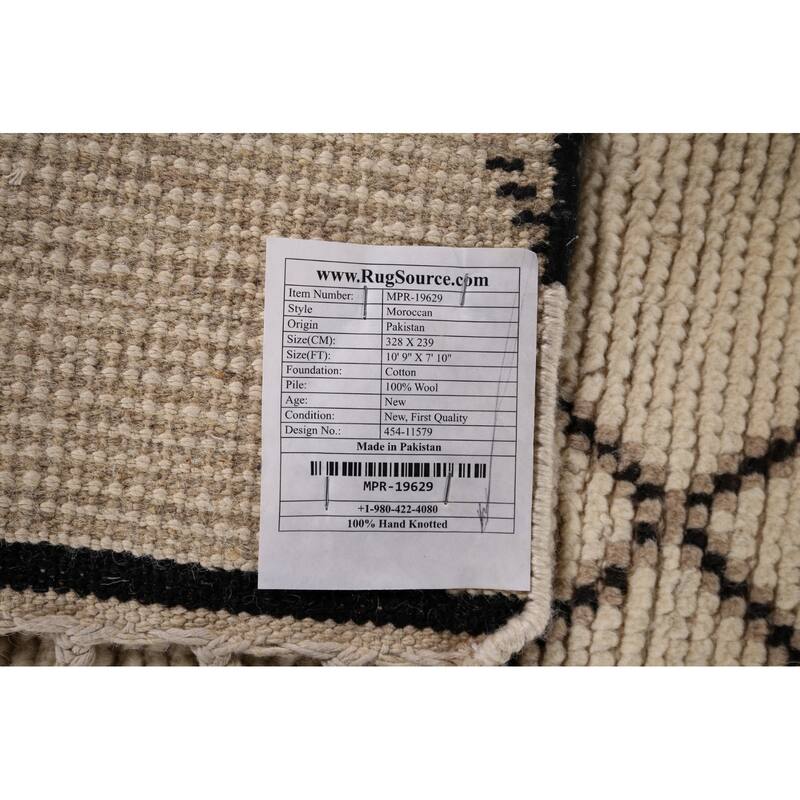 www.RugSource.com
Item Number: MPR-19629
Style Moroccan
Origin Pakistan
Size(CM): 328 X 239
Size(FT): 10' 9" X 7' 10"
Foundation: Cotton
Pile: 100% Wool
Age: New
Condition: New, First Quality
Design No.: 454-11579
Made in Pakistan
MPR-19629
+1-980-422-4080
100% Hand Knotted